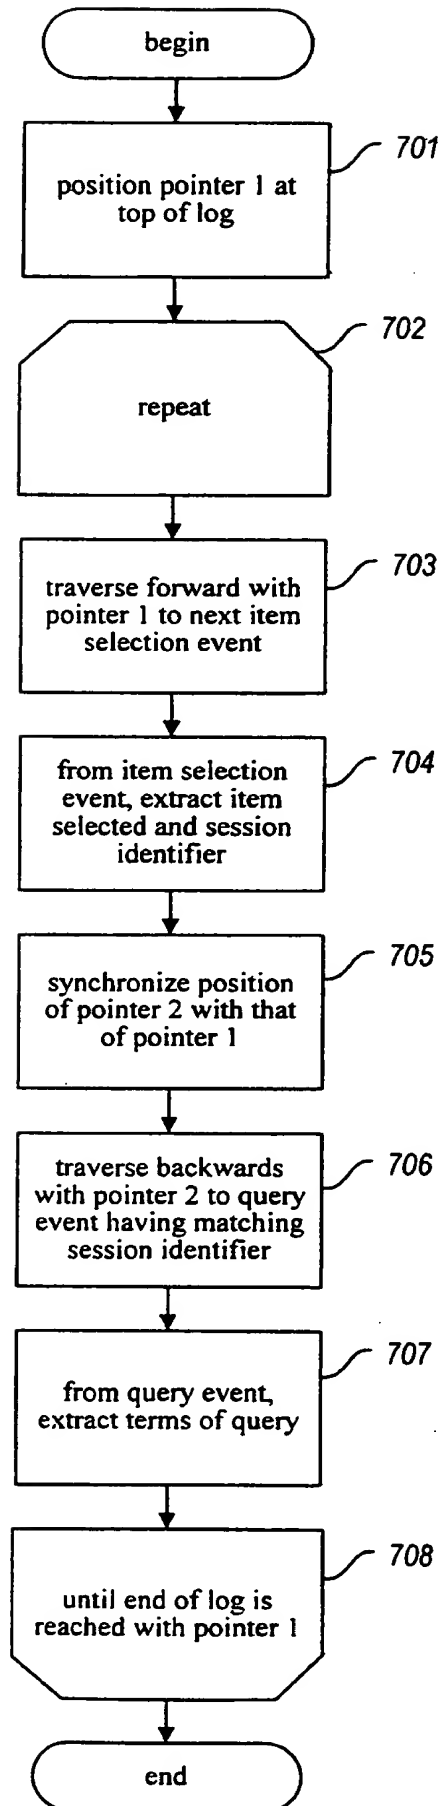 begin
701
position pointer 1 at
top of log
702
repeat
703
traverse forward with
pointer 1 to next item
selection event
704
from item selection
event, extract item
selected and session
identifier
705
synchronize position
of pointer 2 with that
of pointer 1
706
traverse backwards
with pointer 2 to query
event having matching
session identifier
707
from query event,
extract terms of query
708
until end of log is
reached with pointer 1
end